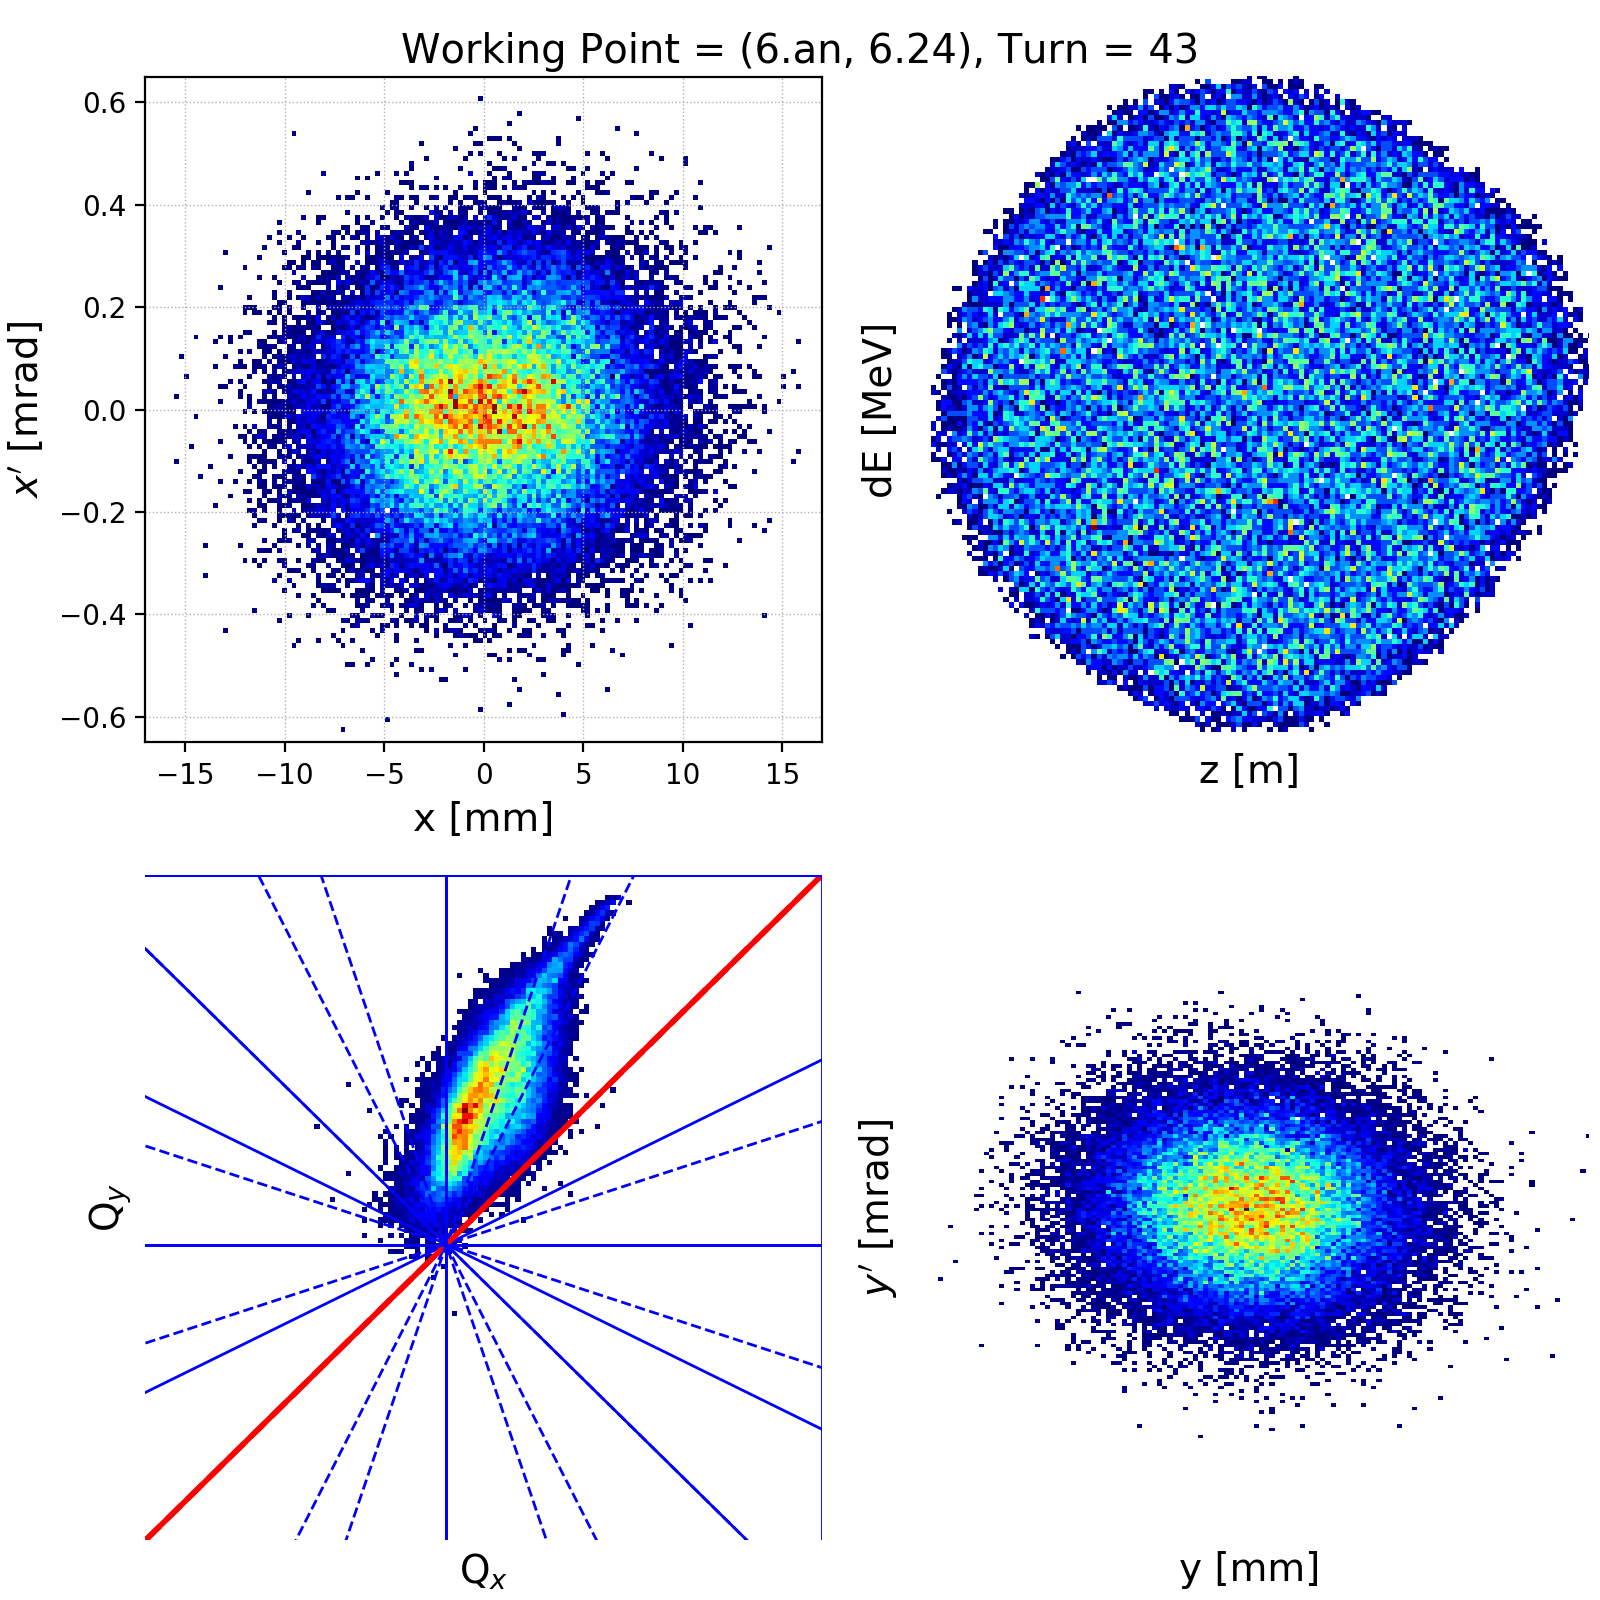 Working Point = (6.an, 6.24), Turn = 43
x′ [mrad]
0.6
0.4
0.2
0.0
−0.2
−0.4
−0.6
−15 −10 −5 0 5 10 15
x [mm]
dE [MeV]
z [m]
Qy
Qx
y′ [mrad]
y [mm]